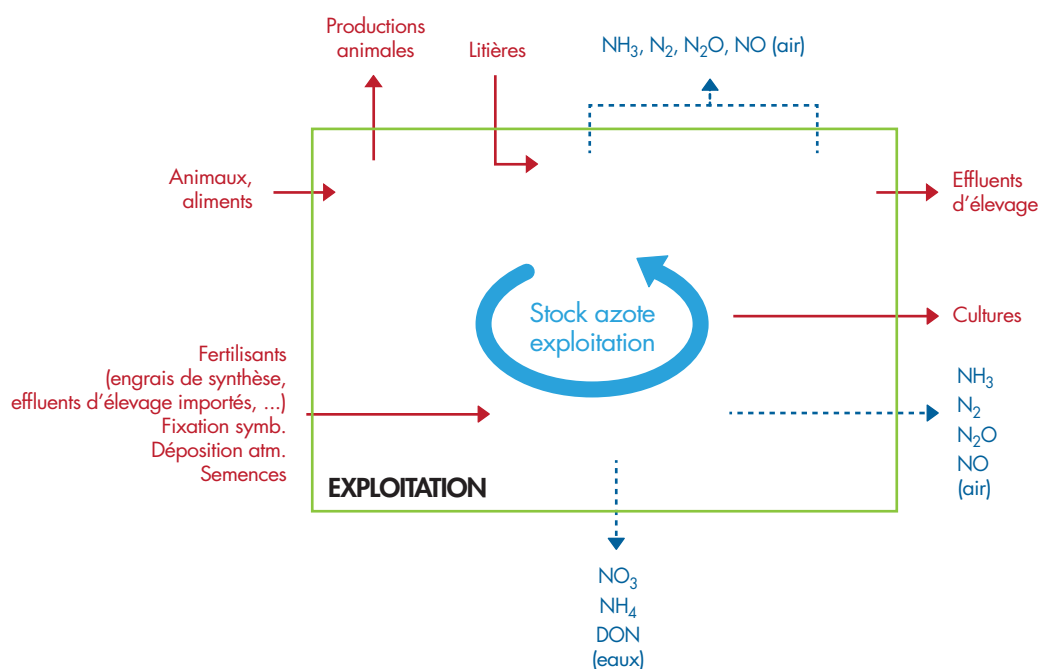 Productions
animales
Litières
NH₃, N₂, N₂O, NO (air)
Animaux,
aliments
Effluents
d'élevage
Stock azote
exploitation
Cultures
Fertilisants
(engrais de synthèse,
effluents d'élevage importés, ...)
Fixation symb.
Déposition atm.
Semences
NH₃
N₂
N₂O
NO
(air)
EXPLOITATION
NO₃
NH₄
DON
(eaux)